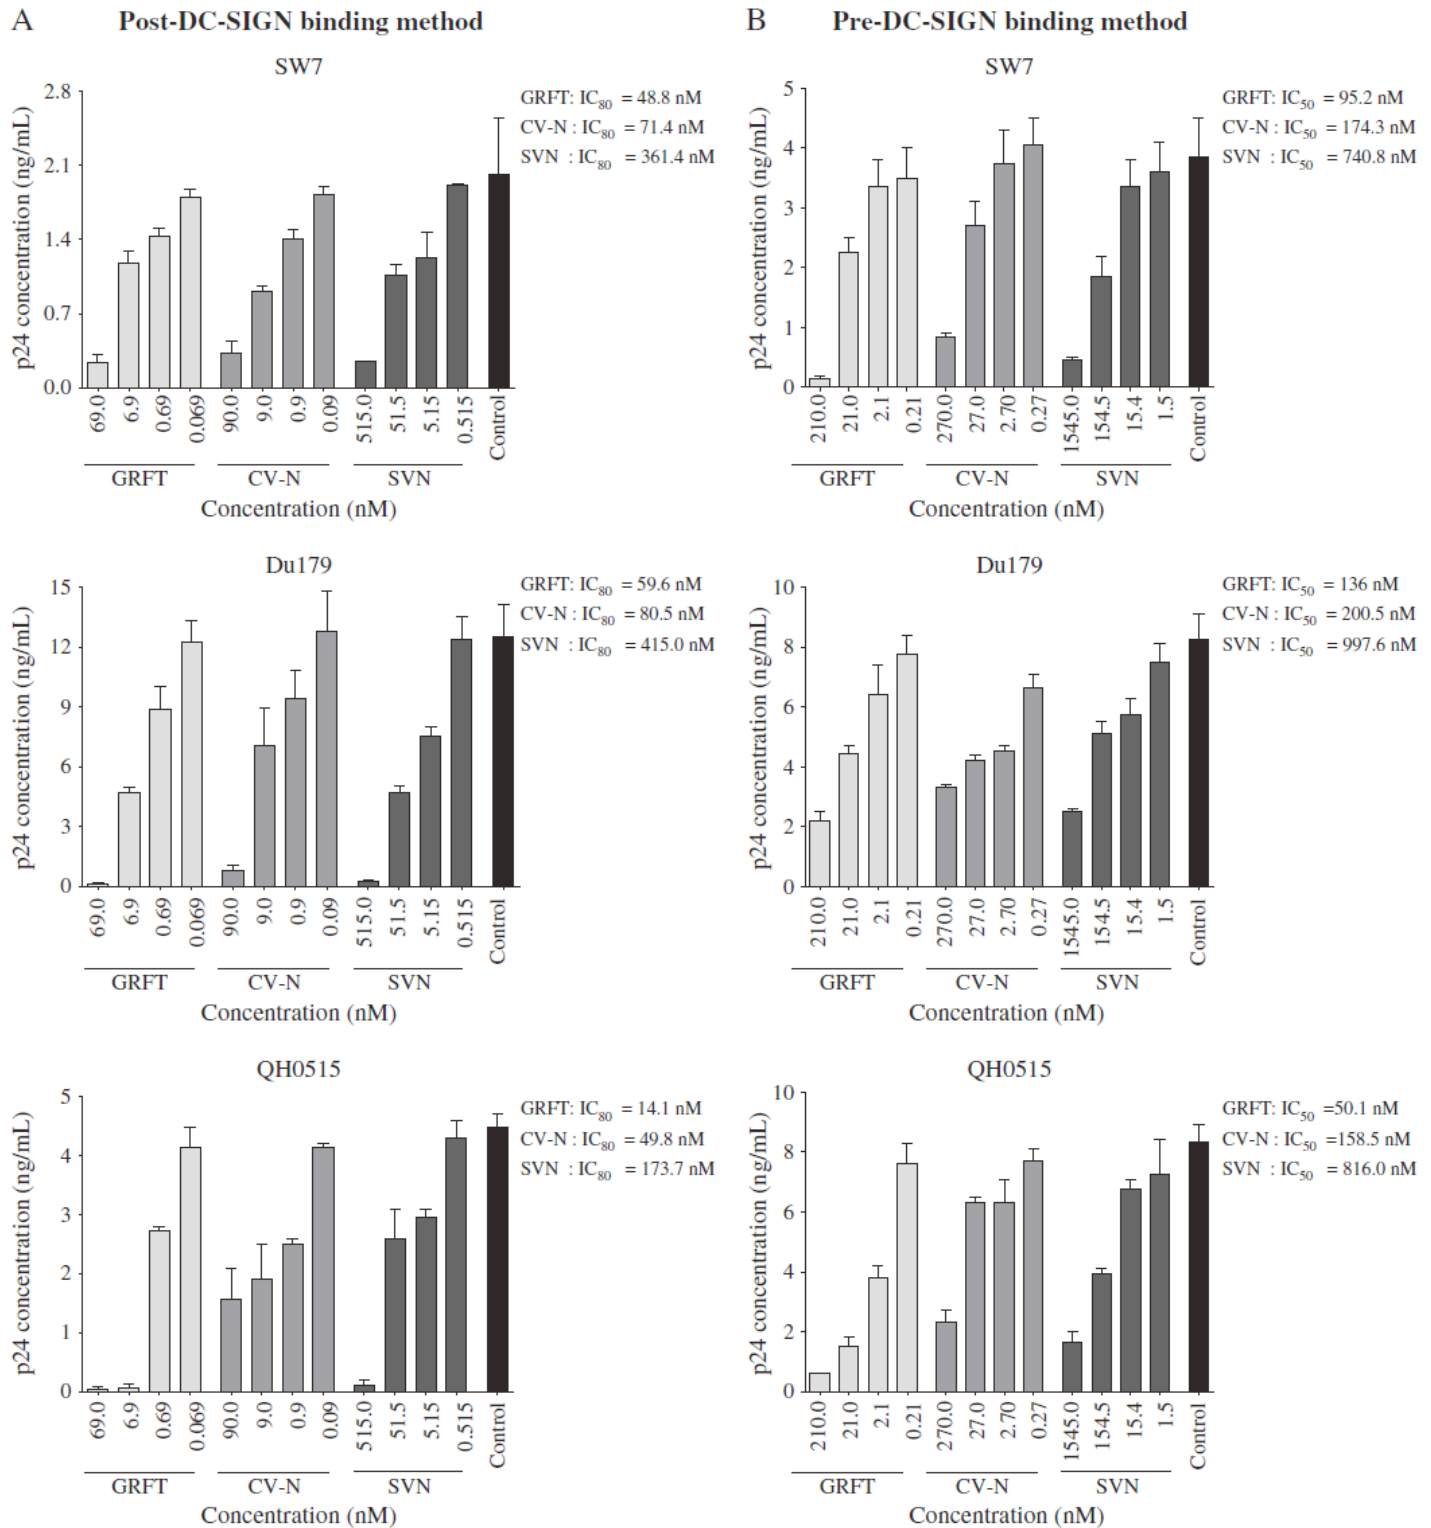 A Post-DC-SIGN binding method
SW7
GRFT: IC80 = 48.8 nM
CV-N : IC80 = 71.4 nM
SVN : IC80 = 361.4 nM
p24 concentration (ng/mL)
2.8
2.1
1.4
0.7
0.0
69.0 6.9 0.69 0.069 90.0 9.0 0.9 0.09 515.0 51.5 5.15 0.515 Control
GRFT CV-N SVN
Concentration (nM)
Du179
GRFT: IC80 = 59.6 nM
CV-N : IC80 = 80.5 nM
SVN : IC80 = 415.0 nM
p24 concentration (ng/mL)
15
12
9
6
3
0
69.0 6.9 0.69 0.069 90.0 9.0 0.9 0.09 515.0 51.5 5.15 0.515 Control
GRFT CV-N SVN
Concentration (nM)
QH0515
GRFT: IC80 = 14.1 nM
CV-N : IC80 = 49.8 nM
SVN : IC80 = 173.7 nM
p24 concentration (ng/mL)
5
4
3
2
1
0
69.0 6.9 0.69 0.069 90.0 9.0 0.9 0.09 515.0 51.5 5.15 0.515 Control
GRFT CV-N SVN
Concentration (nM)
B Pre-DC-SIGN binding method
SW7
GRFT: IC50 = 95.2 nM
CV-N : IC50 = 174.3 nM
SVN : IC50 = 740.8 nM
p24 concentration (ng/mL)
5
4
3
2
1
0
210.0 21.0 2.1 0.21 270.0 27.0 2.70 0.27 1545.0 154.5 15.4 1.5 Control
GRFT CV-N SVN
Concentration (nM)
Du179
GRFT: IC50 = 136 nM
CV-N : IC50 = 200.5 nM
SVN : IC50 = 997.6 nM
p24 concentration (ng/mL)
10
8
6
4
2
0
210.0 21.0 2.1 0.21 270.0 27.0 2.70 0.27 1545.0 154.5 15.4 1.5 Control
GRFT CV-N SVN
Concentration (nM)
QH0515
GRFT: IC50 =50.1 nM
CV-N : IC50 =158.5 nM
SVN : IC50 = 816.0 nM
p24 concentration (ng/mL)
10
8
6
4
2
0
210.0 21.0 2.1 0.21 270.0 27.0 2.70 0.27 1545.0 154.5 15.4 1.5 Control
GRFT CV-N SVN
Concentration (nM)